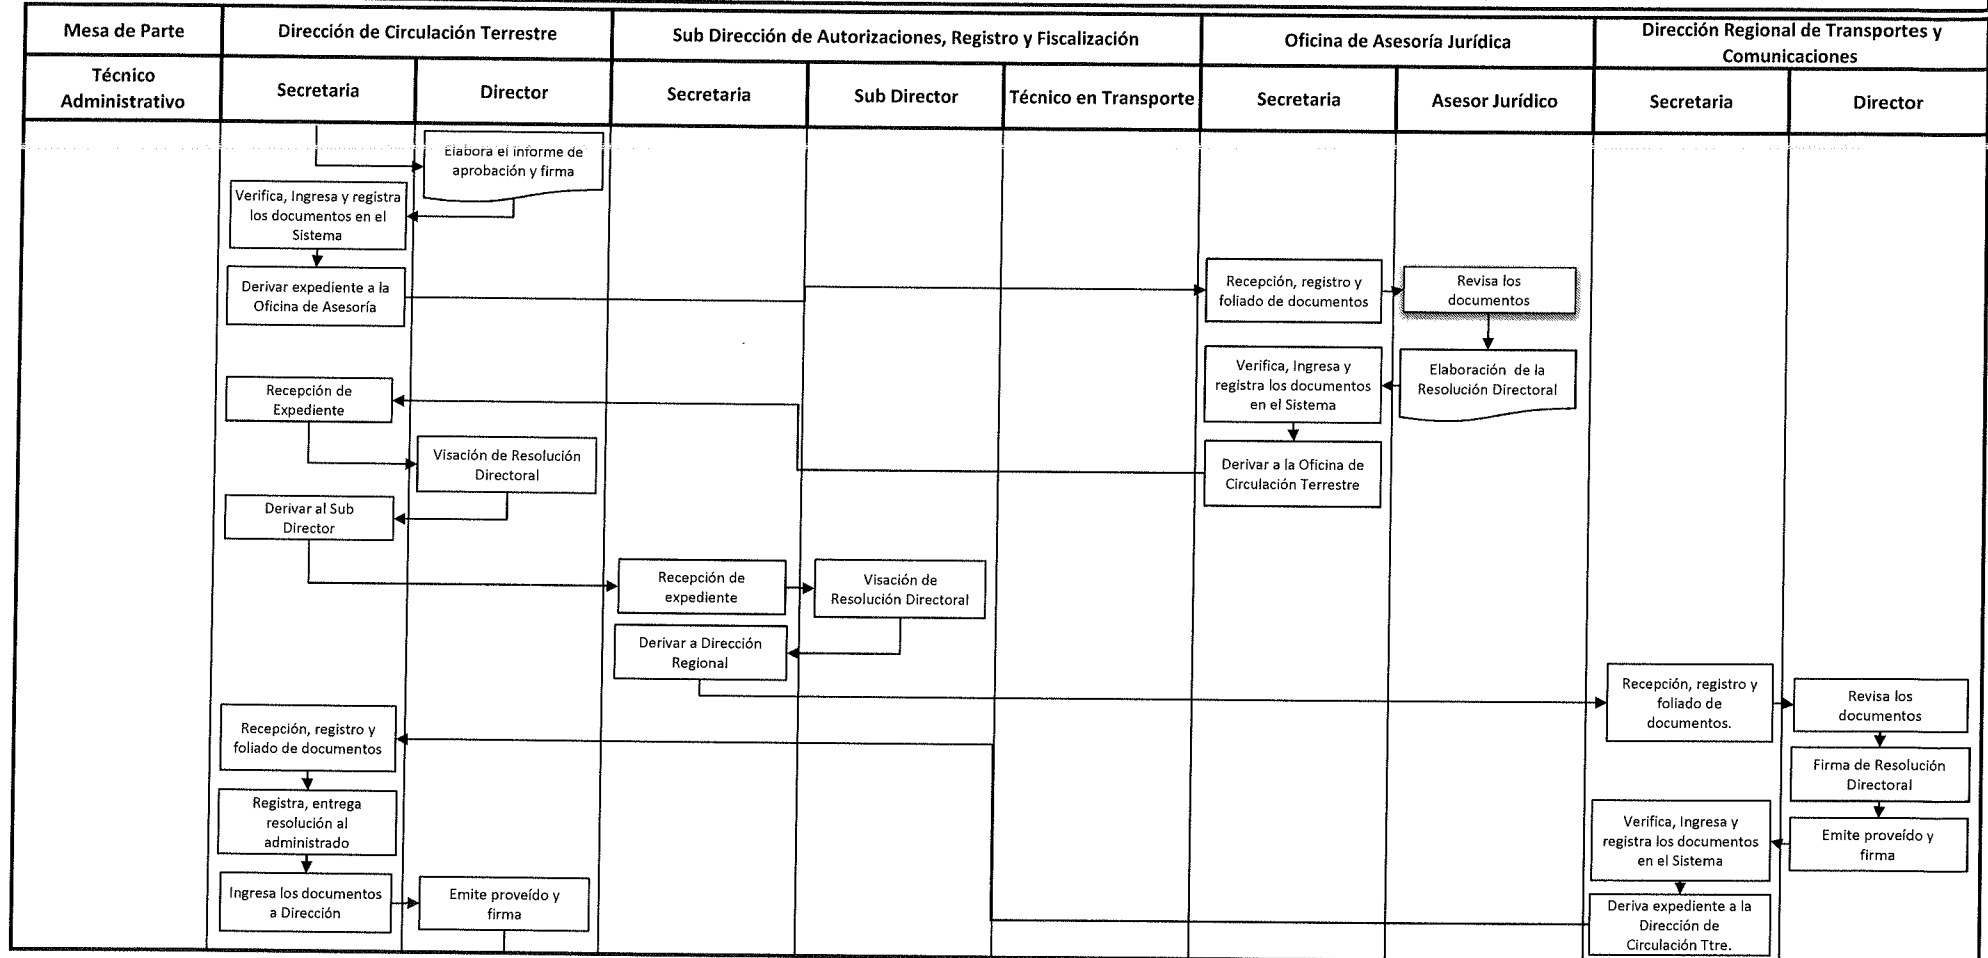 Mesa de Parte
Dirección de Circulación Terrestre
Sub Dirección de Autorizaciones, Registro y Fiscalización
Oficina de Asesoría Jurídica
Dirección Regional de Transportes y
Comunicaciones
Técnico
Administrativo
Secretaria
Director
Secretaria
Sub Director
Técnico en Transporte
Secretaria
Asesor Jurídico
Secretaria
Director
Elabora el informe de
aprobación y firma
Verifica, Ingresa y registra
los documentos en el
Sistema
Derivar expediente a la
Oficina de Asesoría
Recepción, registro y
foliado de documentos
Revisa los
documentos
Elaboración de la
Resolución Directoral
Verifica, Ingresa y
registra los documentos
en el Sistema
Derivar a la Oficina de
Circulación Terrestre
Recepción de
Expediente
Visación de Resolución
Directoral
Derivar al Sub
Director
Recepción de
expediente
Visación de
Resolución Directoral
Derivar a Dirección
Regional
Recepción, registro y
foliado de
documentos.
Revisa los
documentos
Firma de Resolución
Directoral
Emite proveído y
firma
Verifica, Ingresa y
registra los documentos
en el Sistema
Deriva expediente a la
Dirección de
Circulación Ttre.
Recepción, registro y
foliado de documentos
Registra, entrega
resolución al
administrado
Ingresa los documentos
a Dirección
Emite proveído y
firma